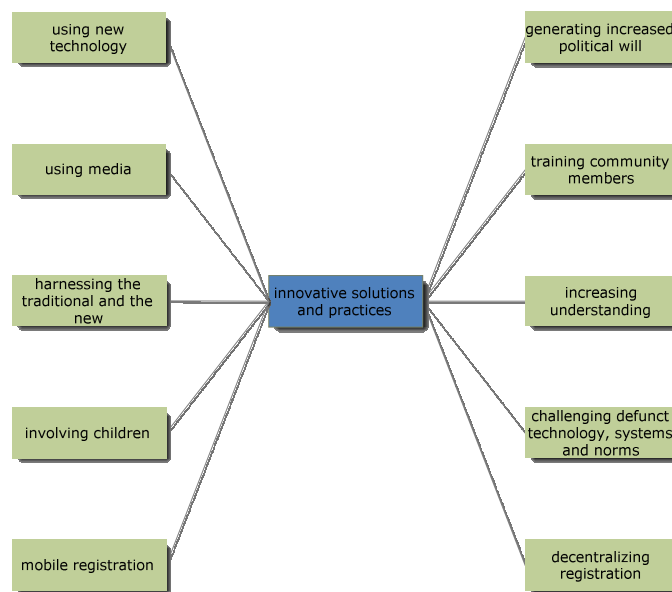 using new
technology
using media
harnessing the
traditional and the
new
involving children
mobile registration
innovative solutions
and practices
generating increased
political will
training community
members
increasing
understanding
challenging defunct
technology, systems
and norms
decentralizing
registration